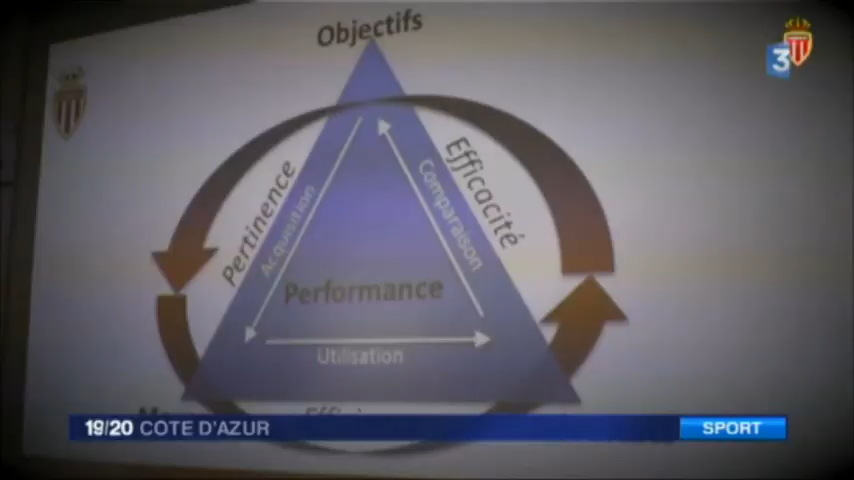 Objectifs
3
Pertinence
Acquisition
Efficacité
Comparaison
Performance
Utilisation
19/20 COTE D'AZUR
SPORT